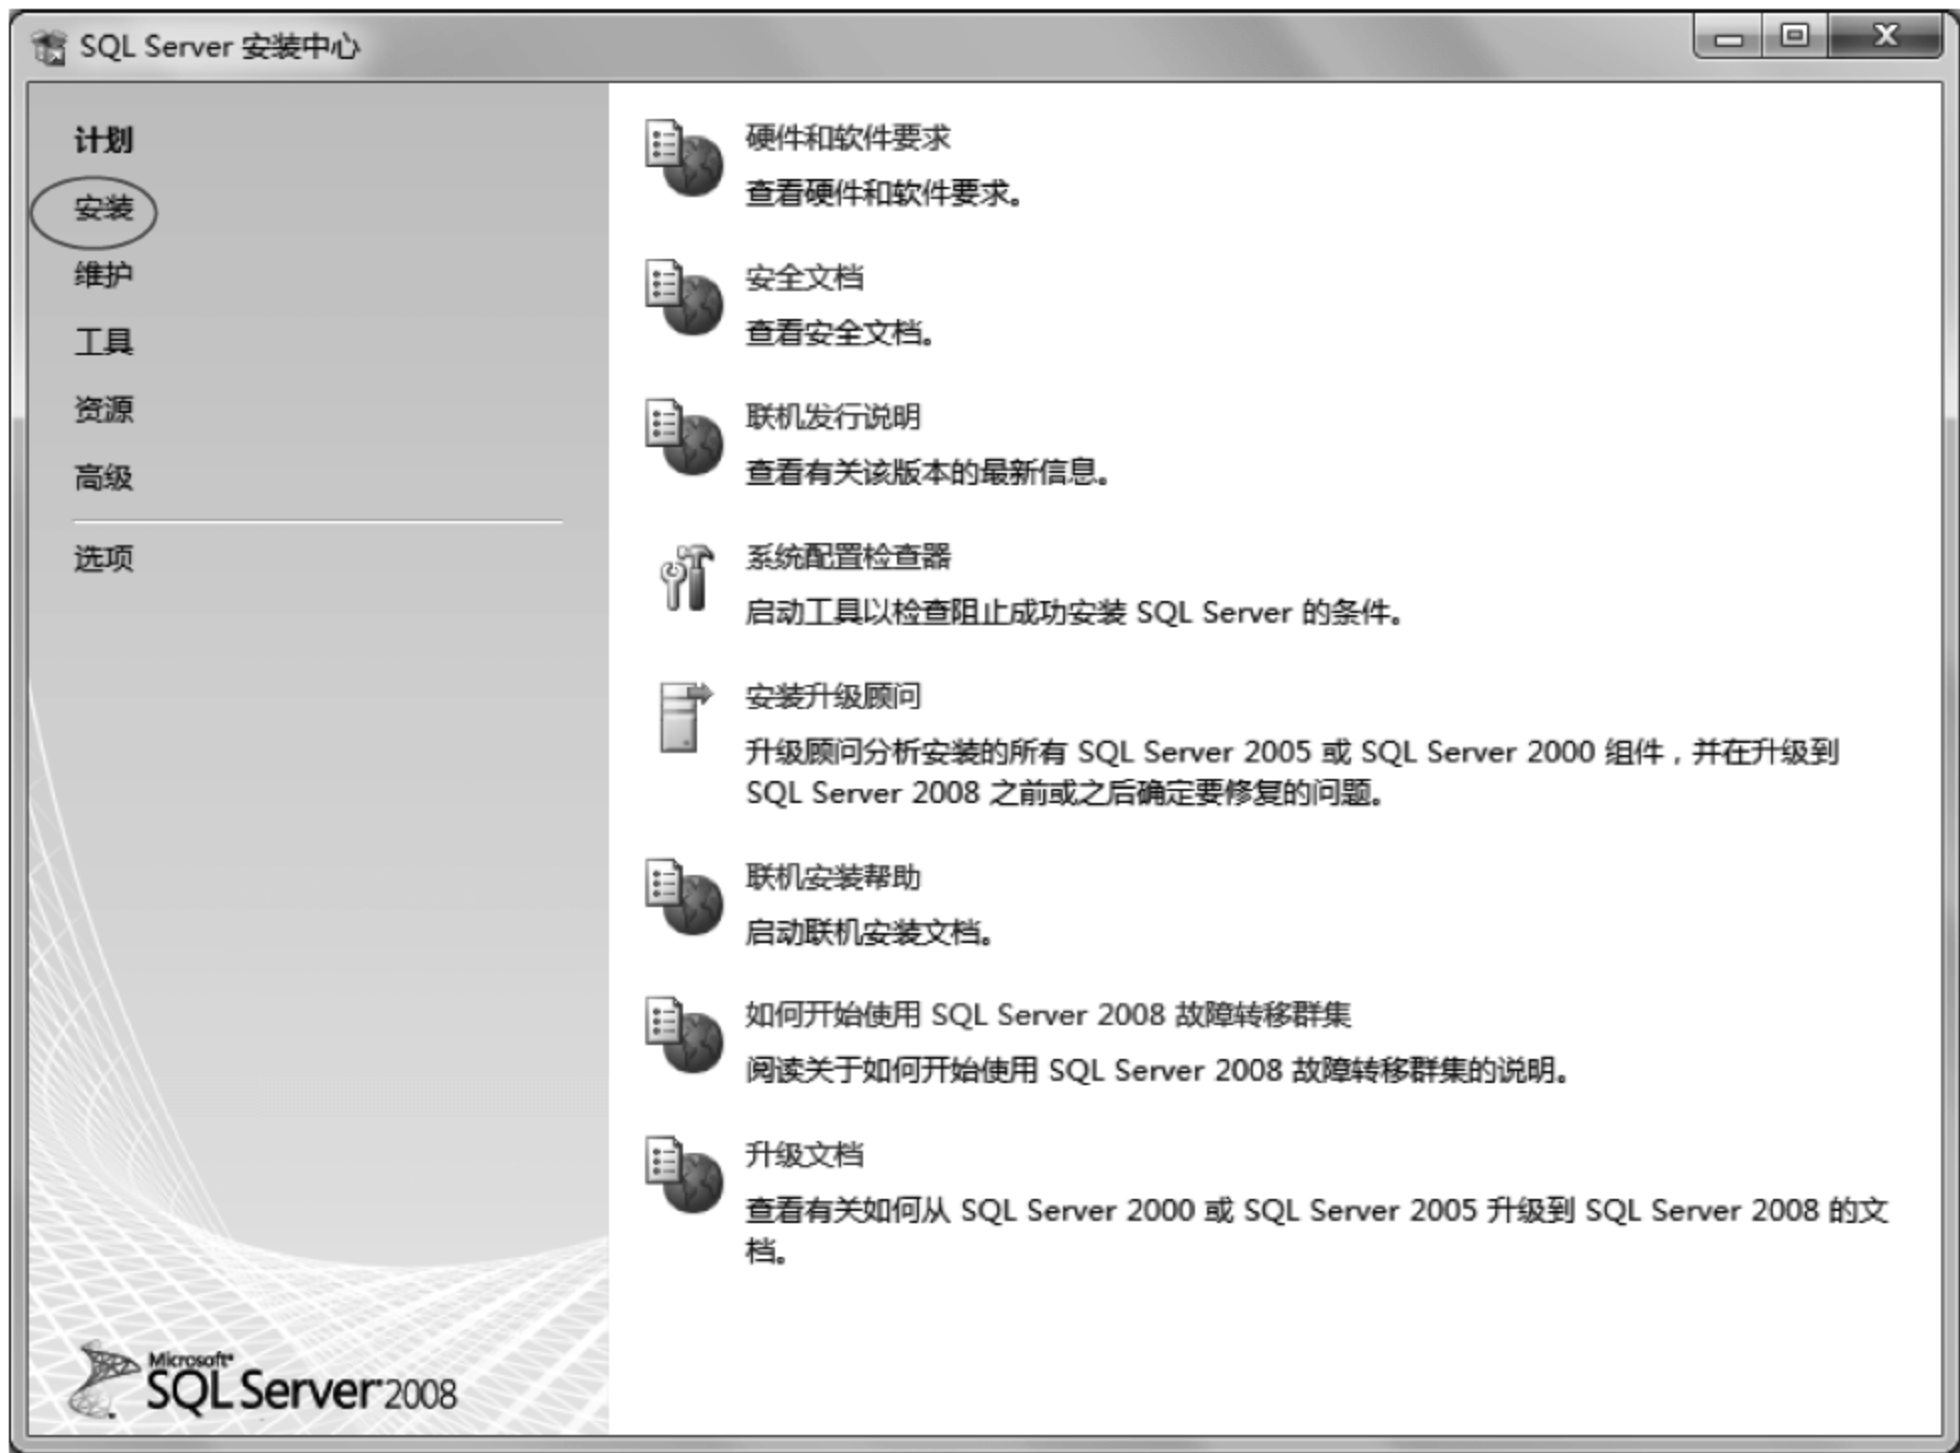 SQL Server 安装中心
计划
安装
维护
工具
资源
高级
选项
硬件和软件要求
查看硬件和软件要求。
安全文档
查看安全文档。
联机发行说明
查看有关该版本的最新信息。
系统配置检查器
启动工具以检查阻止成功安装 SQL Server 的条件。
安装升级顾问
升级顾问分析安装的所有 SQL Server 2005 或 SQL Server 2000 组件，并在升级到
SQL Server 2008 之前或之后确定要修复的问题。
联机安装帮助
启动联机安装文档。
如何开始使用 SQL Server 2008 故障转移群集
阅读关于如何开始使用 SQL Server 2008 故障转移群集的说明。
升级文档
查看有关如何从 SQL Server 2000 或 SQL Server 2005 升级到 SQL Server 2008 的文
档。
Microsoft®
SQL Server 2008